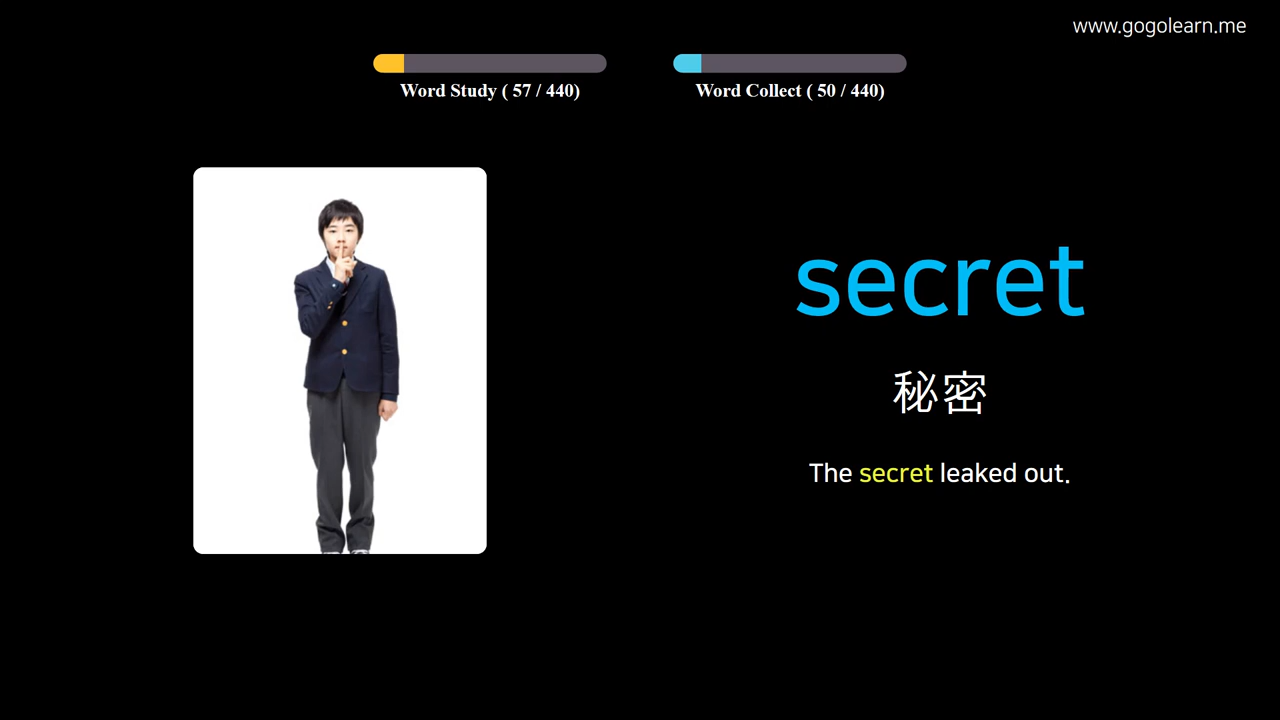 www.gogolearn.me
Word Study ( 57 / 440)
Word Collect ( 50 / 440)
secret
秘密
The secret leaked out.